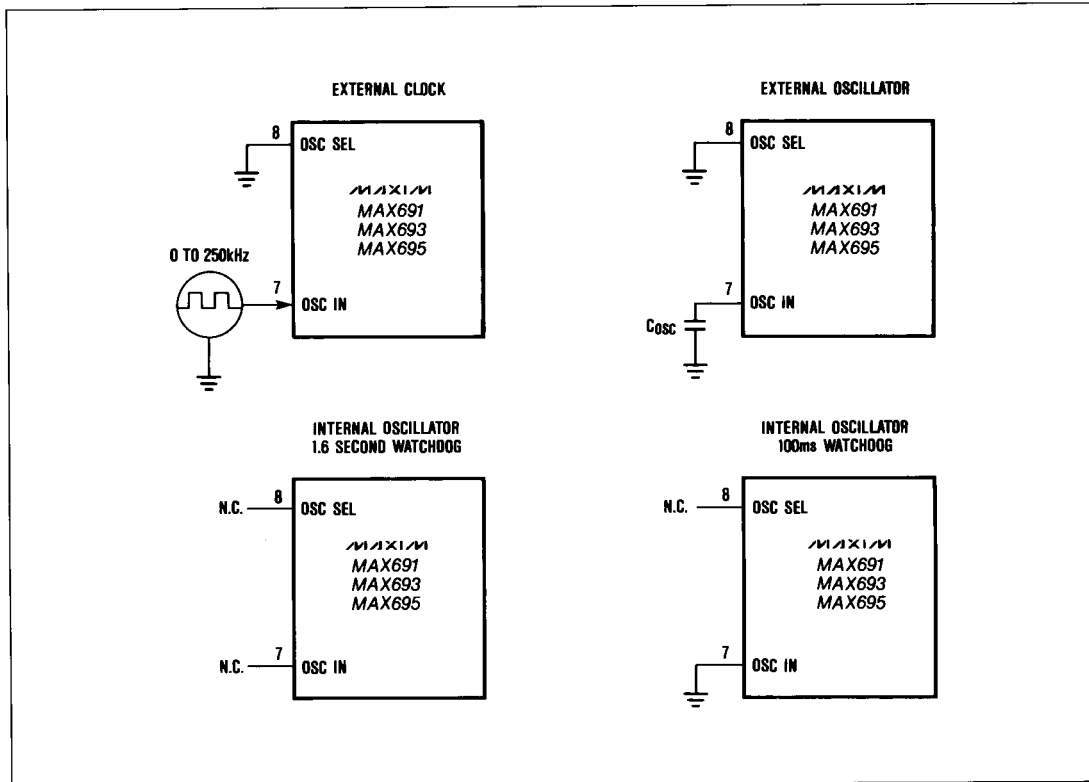 EXTERNAL CLOCK
8
OSC SEL
MAXIM
MAX691
MAX693
MAX695
0 TO 250kHz
7
OSC IN
EXTERNAL OSCILLATOR
8
OSC SEL
MAXIM
MAX691
MAX693
MAX695
7
OSC IN
COSC
INTERNAL OSCILLATOR
1.6 SECOND WATCHDOG
N.C. 8
OSC SEL
MAXIM
MAX691
MAX693
MAX695
N.C. 7
OSC IN
INTERNAL OSCILLATOR
100ms WATCHDOG
N.C. 8
OSC SEL
MAXIM
MAX691
MAX693
MAX695
7
OSC IN